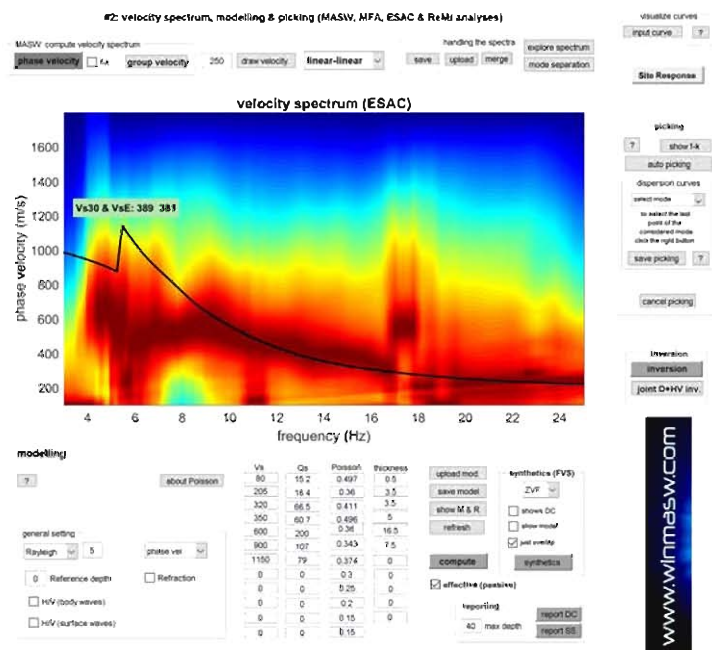 #2: velocity spectrum, modelling & picking (MASW, MFA, ESAC & ReMi analyses)
visualize curves
input curve ?
MASW: compute velocity spectrum
phase velocity f-k group velocity 250 draw velocity linear-linear
handing the spectra
save upload merge
explore spectrum
mode separation
Site Response
velocity spectrum (ESAC)
Vs30 & VsE: 389 381
phase velocity (m/s)
1600
1400
1200
1000
800
600
400
200
4 6 8 10 12 14 16 18 20 22 24
frequency (Hz)
picking
? show f-k
auto picking
dispersion curves
select mode
to select the last
point of the
considered mode
click the right button
save picking ?
cancel picking
inversion
inversion
joint D+HV inv.
www.winmasw.com
modelling
? about Poisson
general setting
Rayleigh 5 phase vel
0 Reference depth Refraction
H/V (body waves)
H/V (surface waves)
Vs Qs Poisson thickness
80 15.2 0.497 0.5
205 16.4 0.36 3.5
320 66.5 0.411 3.5
350 60.7 0.496 5
600 200 0.36 16.5
900 107 0.343 7.5
1150 79 0.374 0
0 0 0.3 0
0 0 0.25 0
0 0 0.2 0
0 0 0.15 0
0 0 0.15
upload mod.
save model
show M & R
refresh
compute
effective (passive)
synthetics (FVS)
ZVF
shows DC
show model
just overlay
synthetics
reporting
40 max depth
report DC
report SS